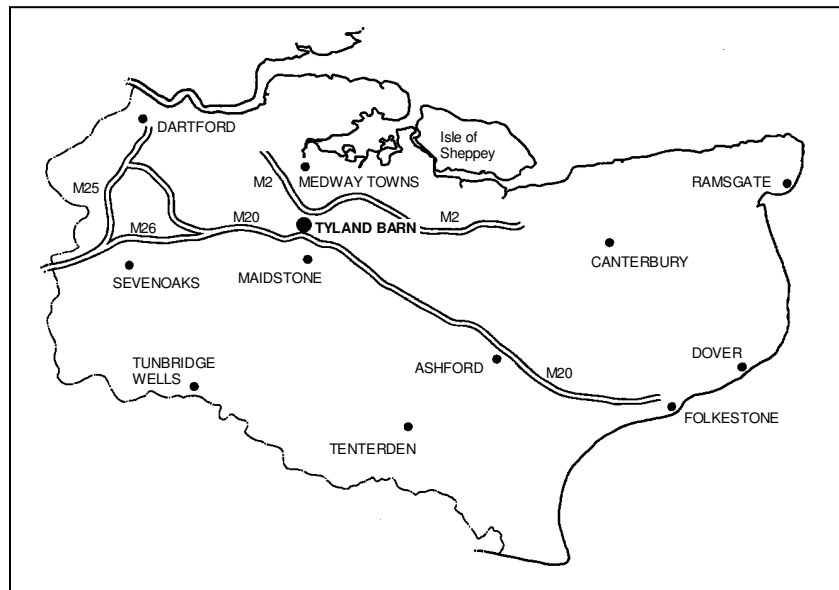 DARTFORD
Isle of
Sheppey
MEDWAY TOWNS
M25
M2
RAMSGATE
M26
M20
TYLAND BARN
M2
CANTERBURY
SEVENOAKS
MAIDSTONE
TUNBRIDGE
WELLS
ASHFORD
M20
DOVER
FOLKESTONE
TENTERDEN